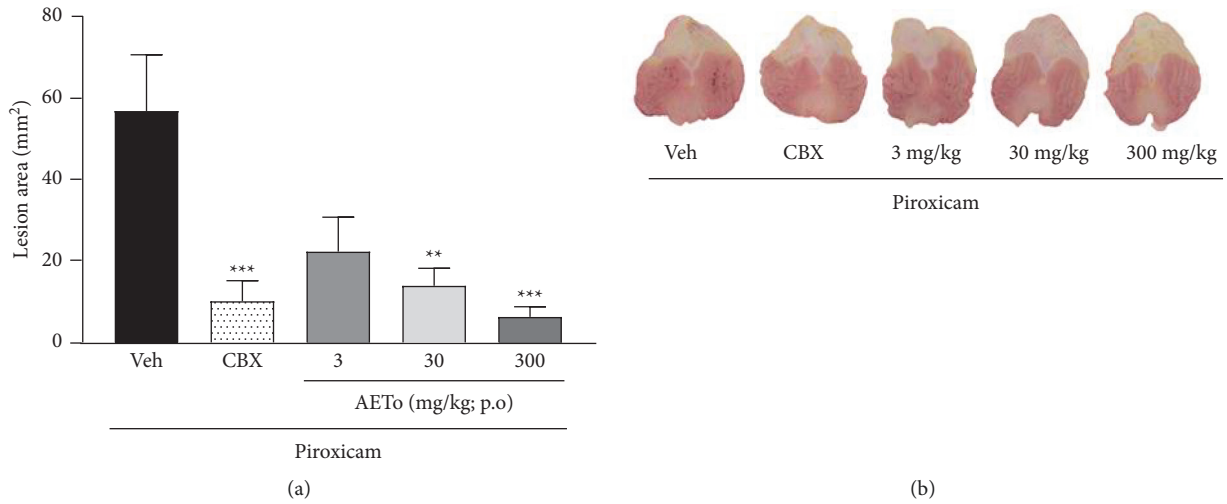 80
60
40
20
0
Lesion area (mm²)
***
**
***
Veh CBX 3 30 300
AETo (mg/kg; p.o)
Piroxicam
(a)
Veh CBX 3 mg/kg 30 mg/kg 300 mg/kg
Piroxicam
(b)